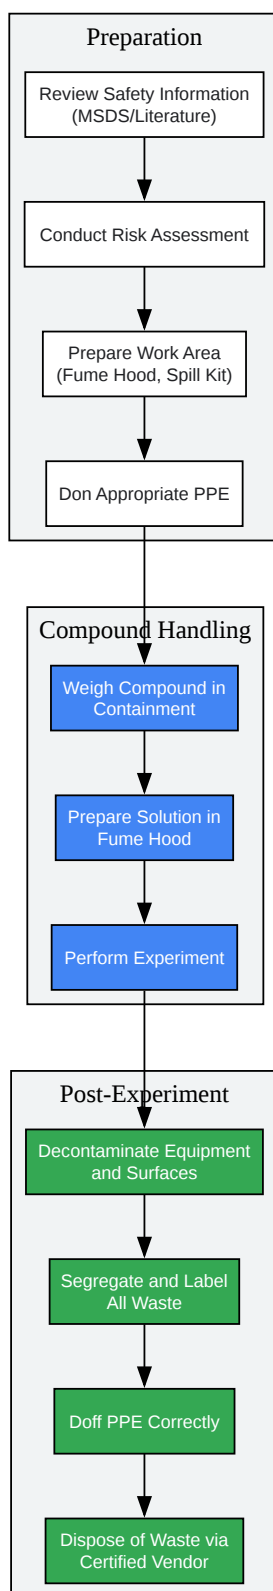 Preparation
Review Safety Information
(MSDS/Literature)
Conduct Risk Assessment
Prepare Work Area
(Fume Hood, Spill Kit)
Don Appropriate PPE
Compound Handling
Weigh Compound in
Containment
Prepare Solution in
Fume Hood
Perform Experiment
Post-Experiment
Decontaminate Equipment
and Surfaces
Segregate and Label
All Waste
Doff PPE Correctly
Dispose of Waste via
Certified Vendor